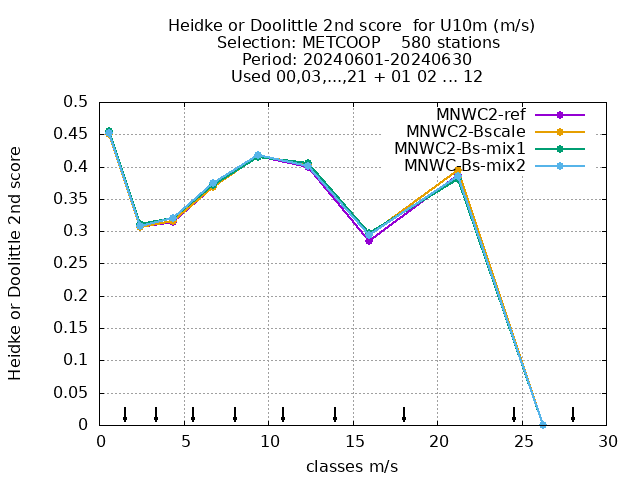 Heidke or Doolittle 2nd score  for U10m (m/s)
Selection: METCOOP    580 stations
Period: 20240601-20240630
Used 00,03,...,21 + 01 02 ... 12
MNWC2-ref
MNWC2-Bscale
MNWC2-Bs-mix1
MNWC-Bs-mix2
Heidke or Doolittle 2nd score
0.5
0.45
0.4
0.35
0.3
0.25
0.2
0.15
0.1
0.05
0
0 5 10 15 20 25 30
classes m/s